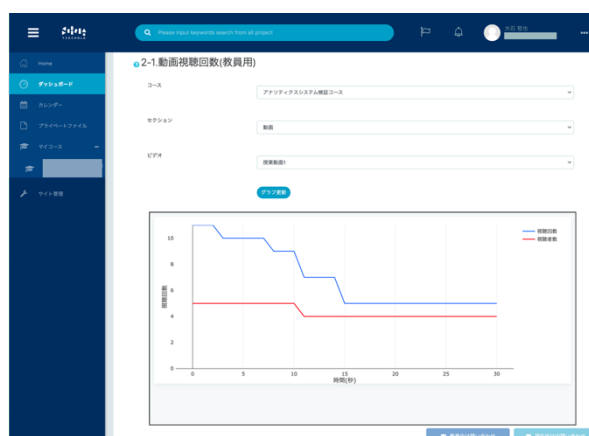 Please input keywords search from all project
大石 哲也
Home
ダッシュボード
カレンダー
プライベートファイル
マイコース
サイト管理
2-1.動画視聴回数(教員用)
コース
アナリティクスシステム検証コース
セクション
動画
ビデオ
授業動画1
グラフ更新
視聴回数
視聴者数
10
8
6
4
2
0
視聴回数
0 5 10 15 20 25 30
時間(秒)